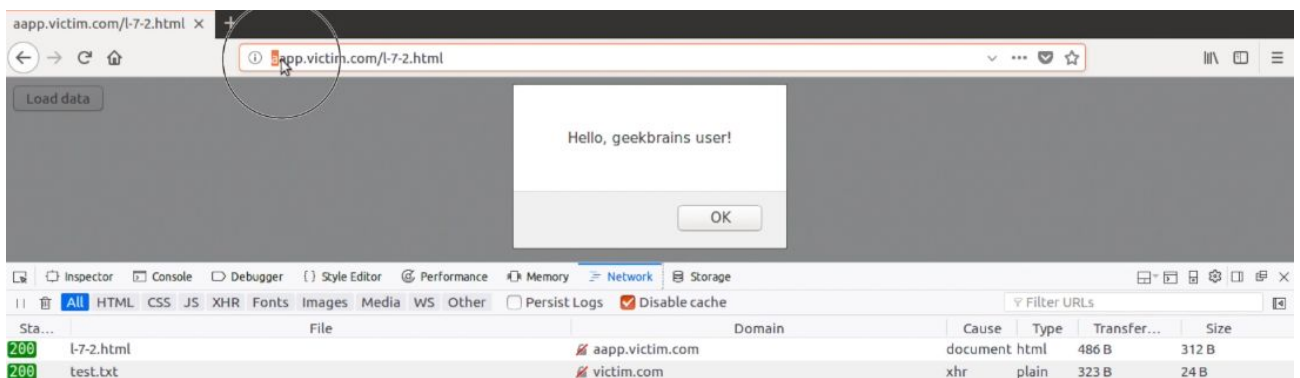 aapp.victim.com/l-7-2.html × +
aapp.victim.com/l-7-2.html
Load data
Hello, geekbrains user!
OK
Inspector Console Debugger {} Style Editor Performance Memory Network Storage
All HTML CSS JS XHR Fonts Images Media WS Other Persist Logs Disable cache Filter URLs
Sta... File Domain Cause Type Transfer... Size
200 l-7-2.html aapp.victim.com document html 486 B 312 B
200 test.txt victim.com xhr plain 323 B 24 B